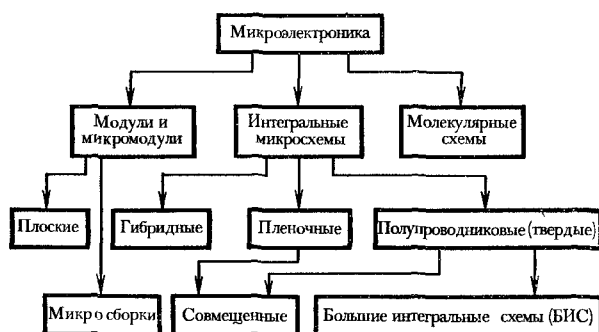 Микроэлектроника
Модули и
микромодули
Интегральные
микросхемы
Молекулярные
схемы
Плоские
Гибридные
Пленочные
Полупроводниковые (твердые)
Микро сборки
Совмещенные
Большие интегральные схемы (БИС)